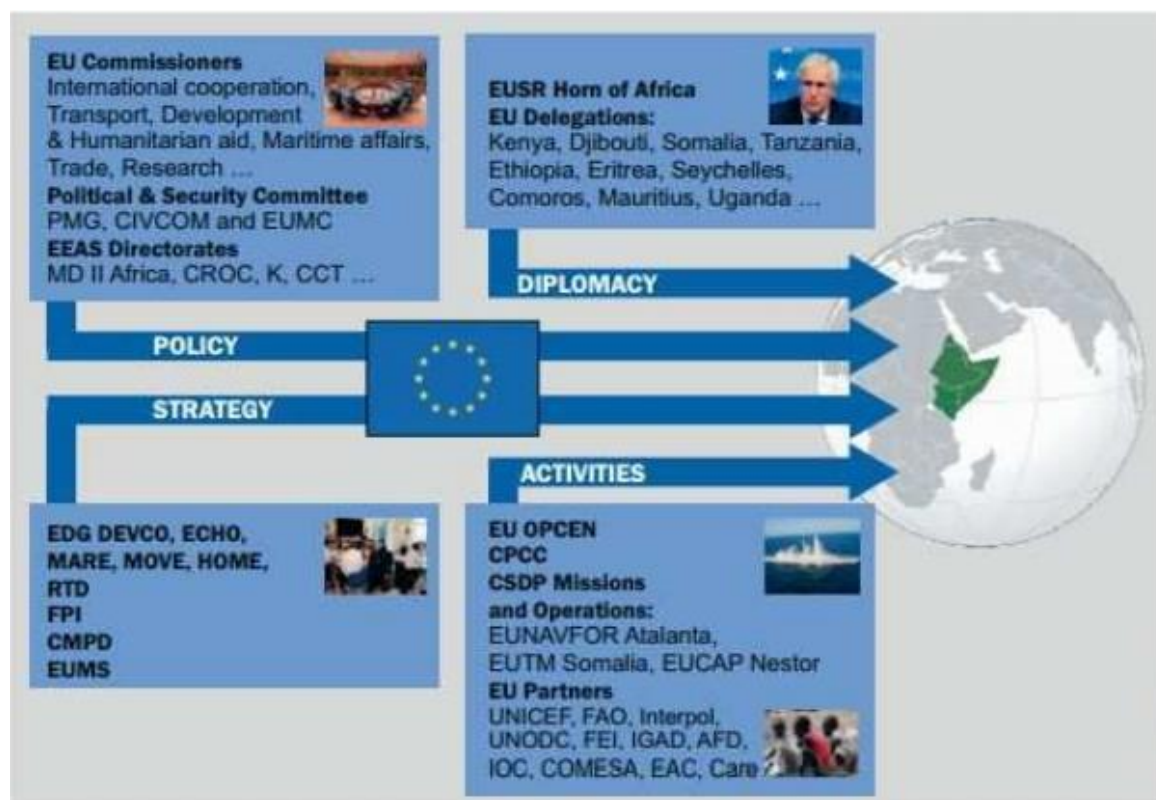 EU Commissioners
International cooperation,
Transport, Development
& Humanitarian aid, Maritime affairs,
Trade, Research ...
Political & Security Committee
PMG, CIVCOM and EUMC
EEAS Directorates
MD II Africa, CROC, K, CCT ...
EUSR Horn of Africa
EU Delegations:
Kenya, Djibouti, Somalia, Tanzania,
Ethiopia, Eritrea, Seychelles,
Comoros, Mauritius, Uganda ...
DIPLOMACY
POLICY
STRATEGY
ACTIVITIES
EDG DEVCO, ECHO,
MARE, MOVE, HOME,
RTD
FPI
CMPD
EUMS
EU OPCEN
CPCC
CSDP Missions
and Operations:
EUNAVFOR Atalanta,
EUTM Somalia, EUCAP Nestor
EU Partners
UNICEF, FAO, Interpol,
UNODC, FEI, IGAD, AFD,
IOC, COMESA, EAC, Care